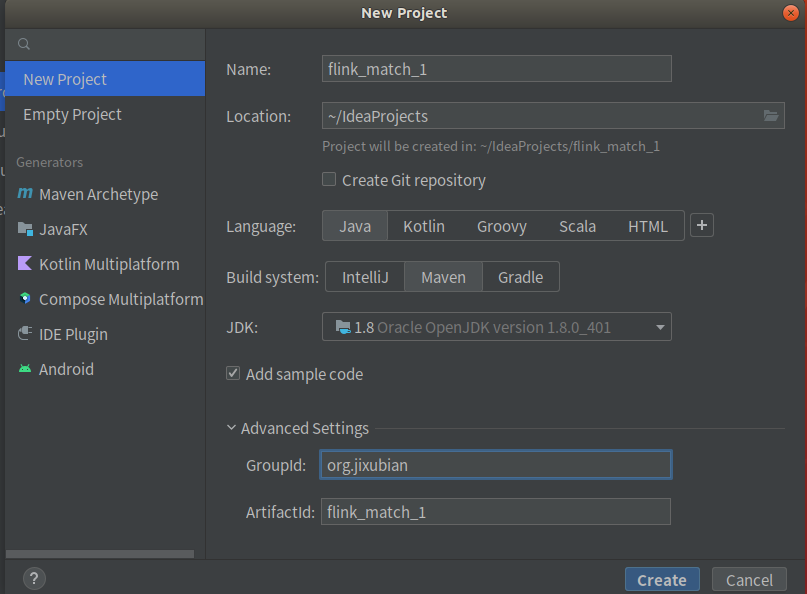 New Project
New Project
Empty Project
Generators
Maven Archetype
JavaFX
Kotlin Multiplatform
Compose Multiplatform
IDE Plugin
Android
Name: flink_match_1
Location: ~/IdeaProjects
Project will be created in: ~/IdeaProjects/flink_match_1
Create Git repository
Language: Java Kotlin Groovy Scala HTML +
Build system: IntelliJ Maven Gradle
JDK: 1.8 Oracle OpenJDK version 1.8.0_401
Add sample code
Advanced Settings
GroupId: org.jixubian
ArtifactId: flink_match_1
? Create Cancel